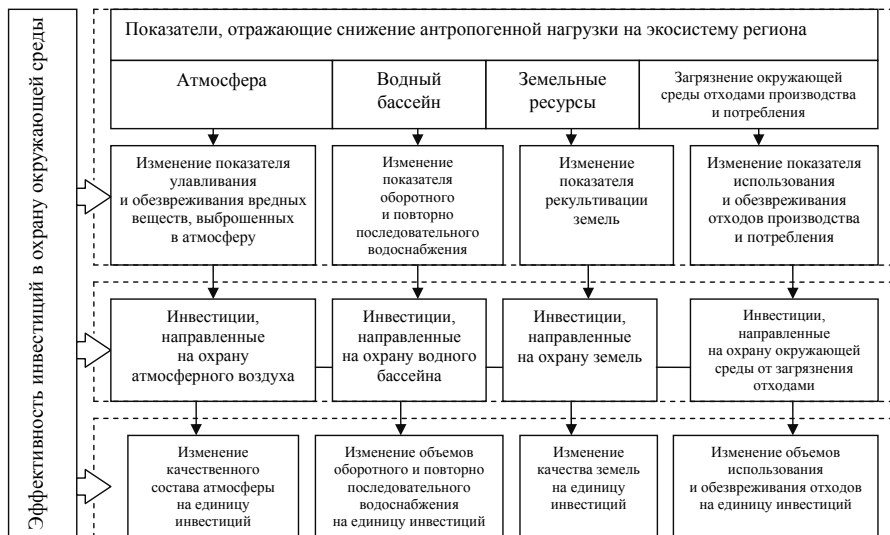 Эффективность инвестиций в охрану окружающей среды
Показатели, отражающие снижение антропогенной нагрузки на экосистему региона
Атмосфера
Водный
бассейн
Земельные
ресурсы
Загрязнение окружающей
среды отходами производства
и потребления
Изменение показателя
улавливания
и обезвреживания вредных
веществ, выброшенных
в атмосферу
Изменение
показателя
оборотного
и повторно
последовательного
водоснабжения
Изменение
показателя
рекультивации
земель
Изменение показателя
использования
и обезвреживания
отходов производства
и потребления
Инвестиции,
направленные
на охрану
атмосферного воздуха
Инвестиции,
направленные
на охрану водного
бассейна
Инвестиции,
направленные
на охрану земель
Инвестиции,
направленные
на охрану окружающей
среды от загрязнения
отходами
Изменение
качественного
состава атмосферы
на единицу
инвестиций
Изменение объемов
оборотного и повторно
последовательного
водоснабжения
на единицу инвестиций
Изменение
качества земель
на единицу
инвестиций
Изменение объемов
использования
и обезвреживания отходов
на единицу инвестиций